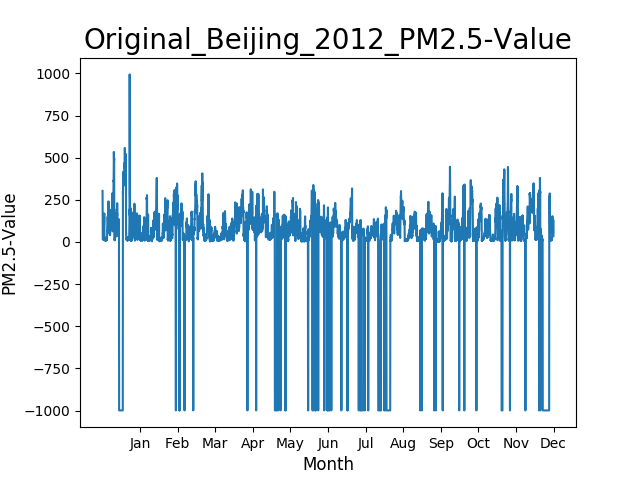 Original_Beijing_2012_PM2.5-Value
1000
750
500
250
0
−250
−500
−750
−1000
PM2.5-Value
Jan Feb Mar Apr May Jun Jul Aug Sep Oct Nov Dec
Month